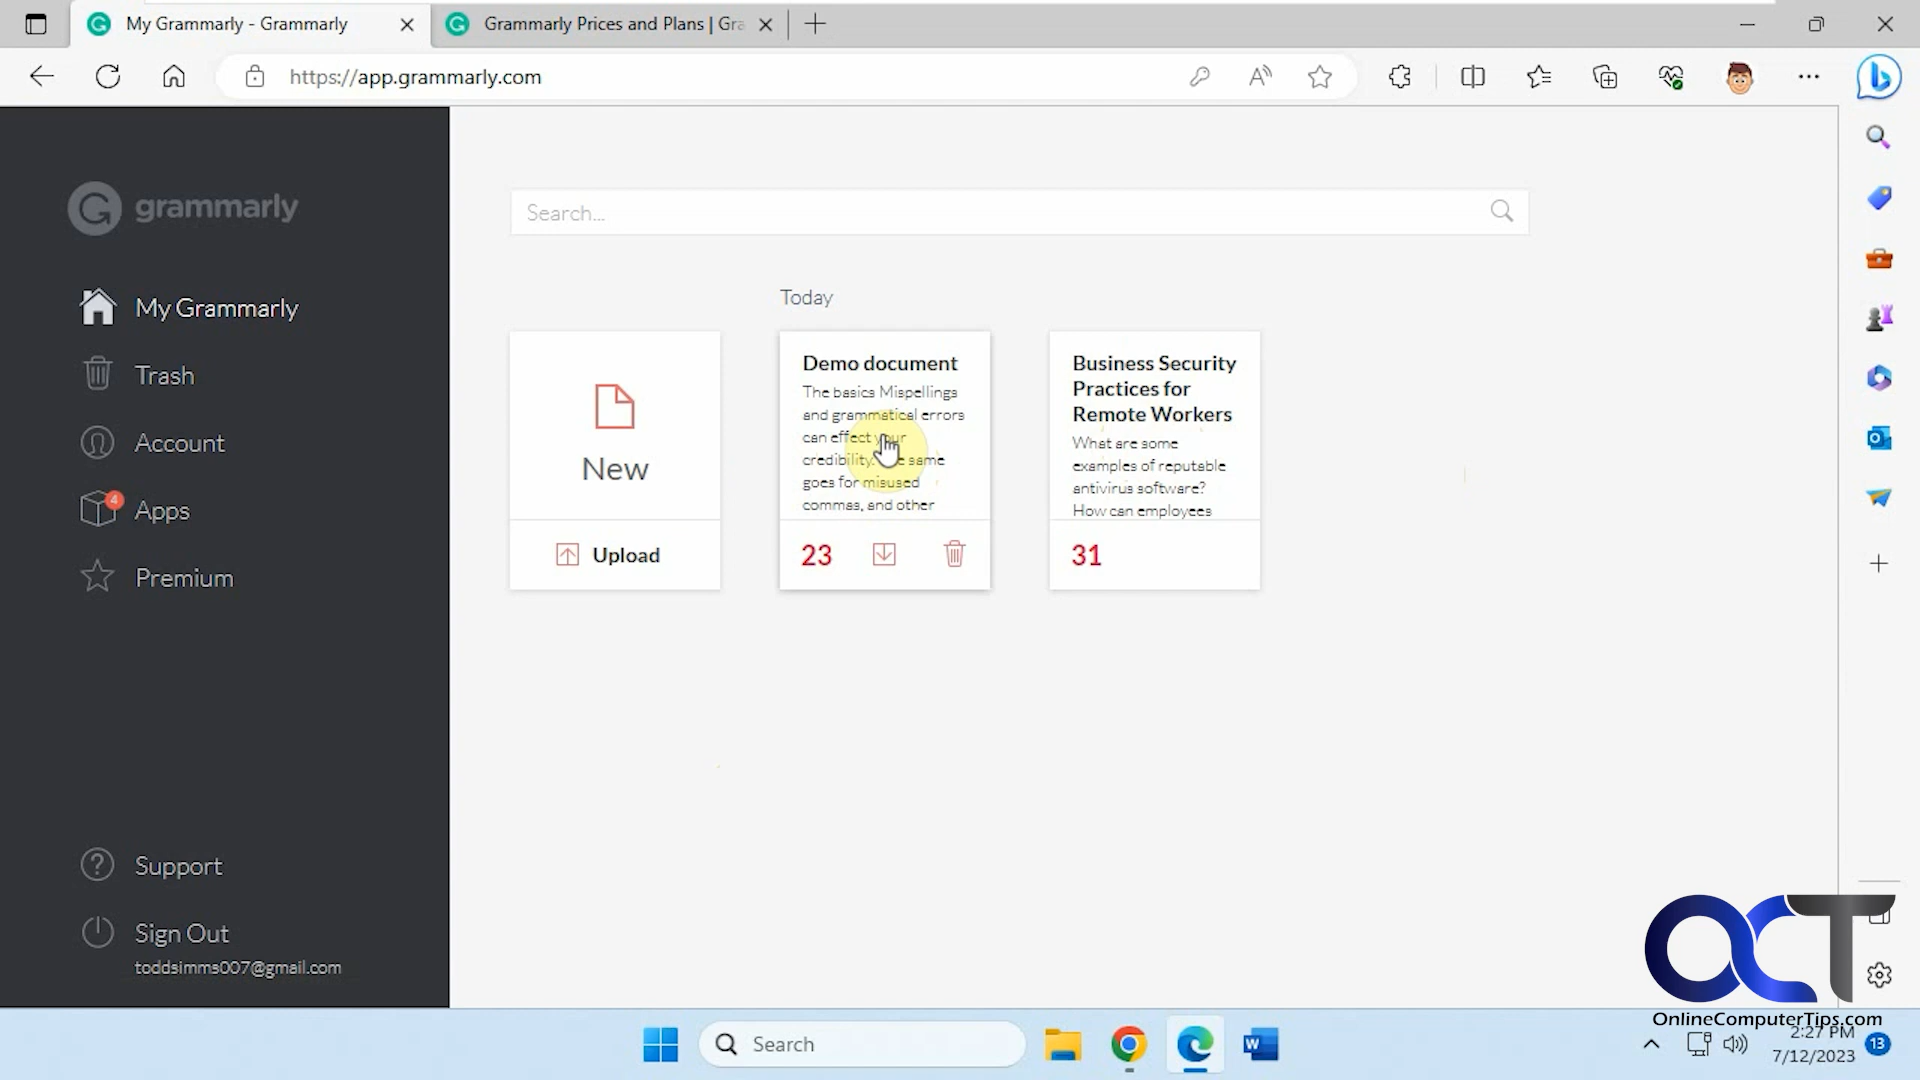 My Grammarly - Grammarly
Grammarly Prices and Plans | Gra
https://app.grammarly.com
grammarly
My Grammarly
Trash
Account
4
Apps
Premium
Support
Sign Out
toddsimms007@gmail.com
Search...
Today
New
Upload
Demo document
The basics Mispellings
and grammatical errors
can effect your
credibility. The same
goes for misused
commas, and other
23
Business Security
Practices for
Remote Workers
What are some
examples of reputable
antivirus software?
How can employees
31
OCT
OnlineComputerTips.com
Search
2:27 PM
7/12/2023
13